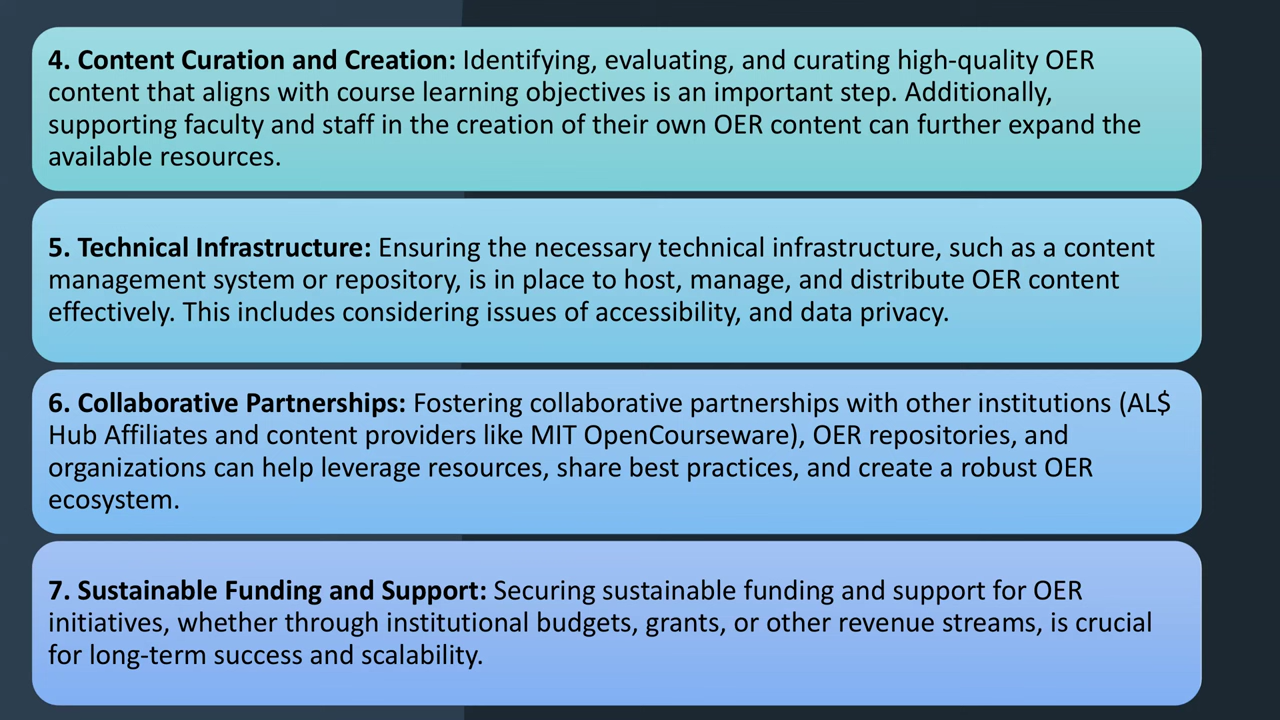 4. Content Curation and Creation: Identifying, evaluating, and curating high-quality OER
content that aligns with course learning objectives is an important step. Additionally,
supporting faculty and staff in the creation of their own OER content can further expand the
available resources.
5. Technical Infrastructure: Ensuring the necessary technical infrastructure, such as a content
management system or repository, is in place to host, manage, and distribute OER content
effectively. This includes considering issues of accessibility, and data privacy.
6. Collaborative Partnerships: Fostering collaborative partnerships with other institutions (AL$
Hub Affiliates and content providers like MIT OpenCourseware), OER repositories, and
organizations can help leverage resources, share best practices, and create a robust OER
ecosystem.
7. Sustainable Funding and Support: Securing sustainable funding and support for OER
initiatives, whether through institutional budgets, grants, or other revenue streams, is crucial
for long-term success and scalability.